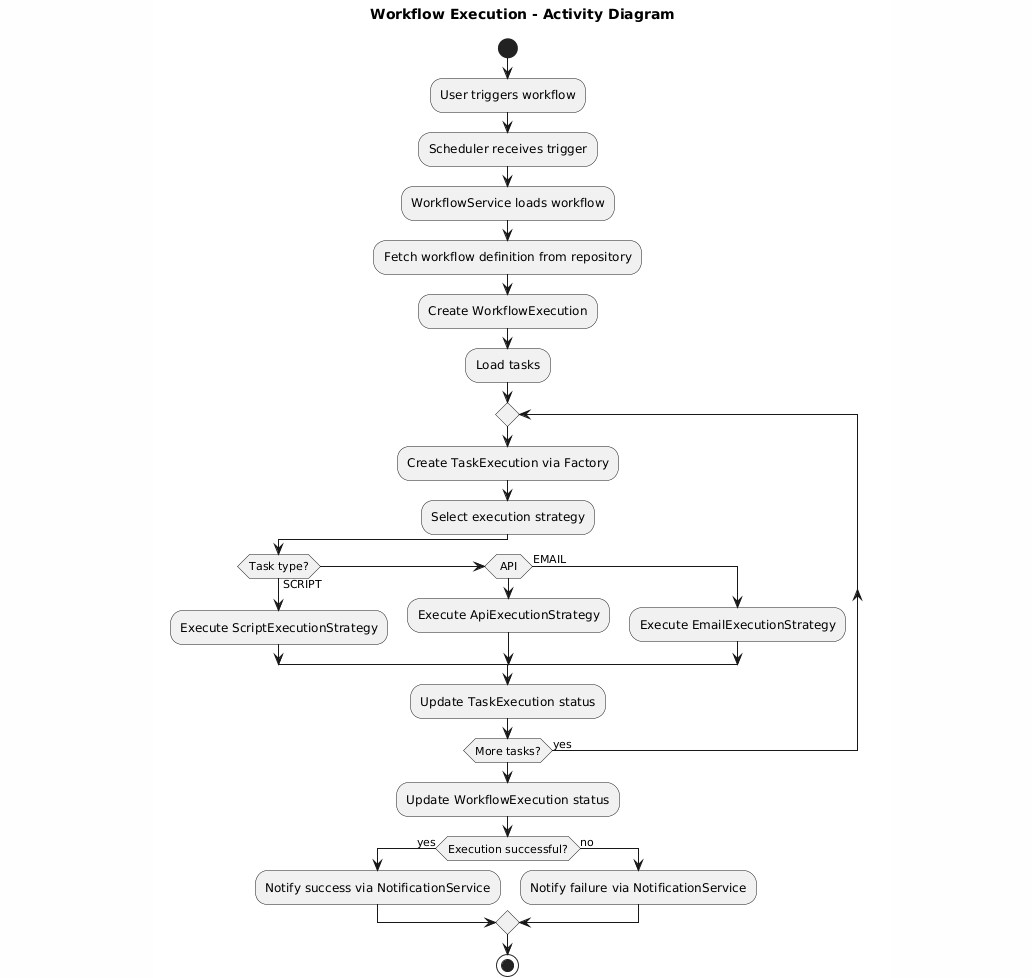 Workflow Execution - Activity Diagram
User triggers workflow
Scheduler receives trigger
WorkflowService loads workflow
Fetch workflow definition from repository
Create WorkflowExecution
Load tasks
Create TaskExecution via Factory
Select execution strategy
Task type?
API
EMAIL
SCRIPT
Execute ScriptExecutionStrategy
Execute ApiExecutionStrategy
Execute EmailExecutionStrategy
Update TaskExecution status
More tasks?
yes
Update WorkflowExecution status
yes
Execution successful?
no
Notify success via NotificationService
Notify failure via NotificationService